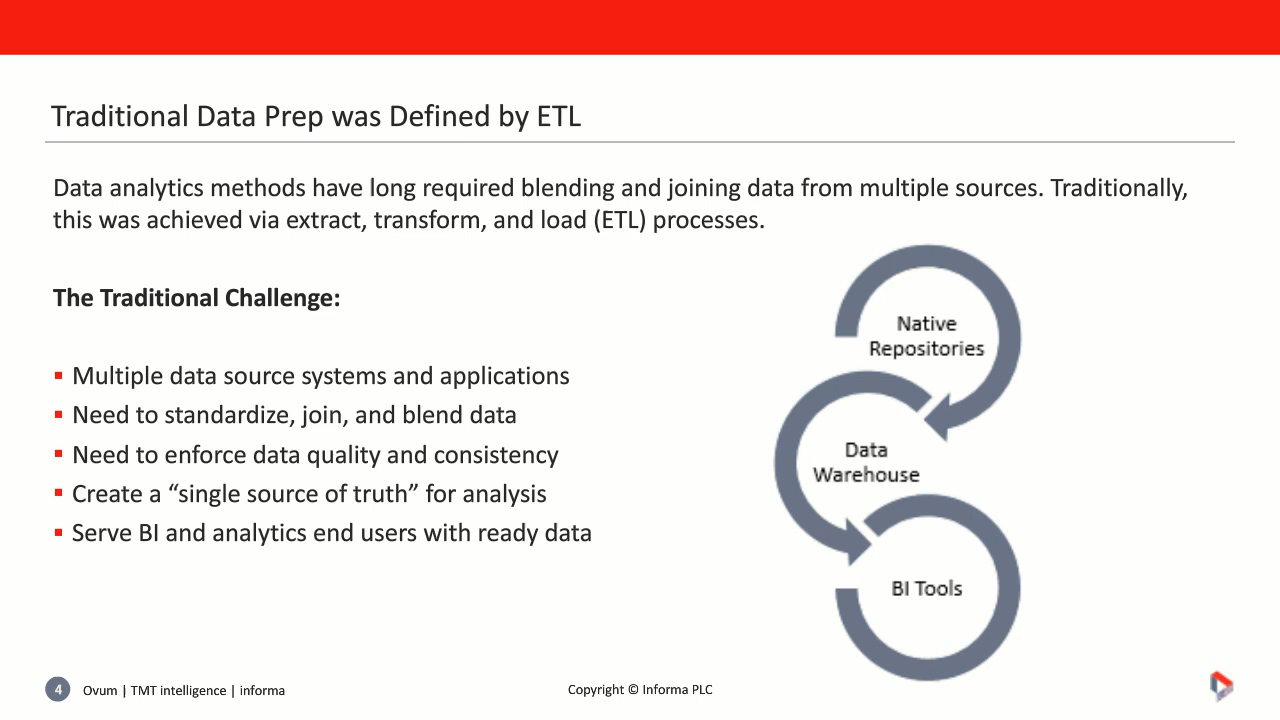 Traditional Data Prep was Defined by ETL
Data analytics methods have long required blending and joining data from multiple sources. Traditionally,
this was achieved via extract, transform, and load (ETL) processes.
The Traditional Challenge:
Multiple data source systems and applications
Need to standardize, join, and blend data
Need to enforce data quality and consistency
Create a “single source of truth” for analysis
Serve BI and analytics end users with ready data
Native
Repositories
Data
Warehouse
BI Tools
4 Ovum | TMT intelligence | informa
Copyright © Informa PLC